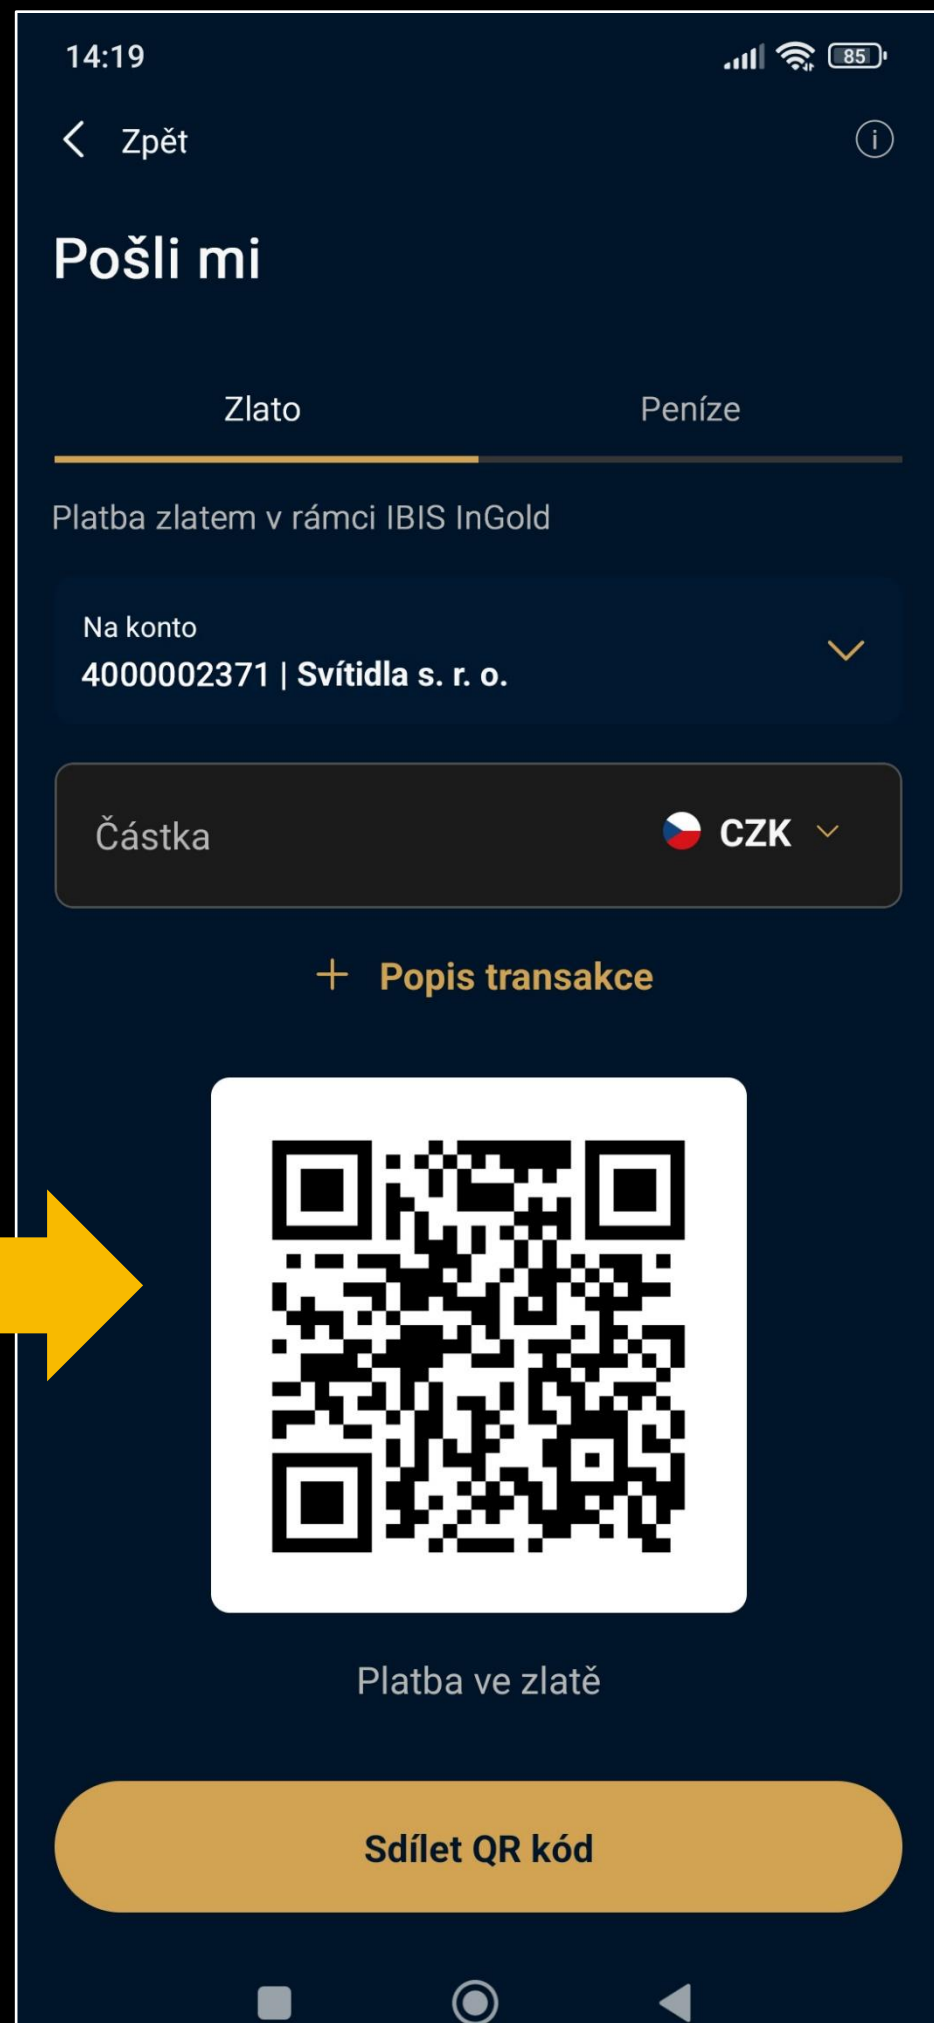 14:19
85
Zpět
Pošli mi
Zlato
Peníze
Platba zlatem v rámci IBIS InGold
Na konto
4000002371 | Svítidla s. r. o.
Částka
CZK
+ Popis transakce
Platba ve zlatě
Sdílet QR kód